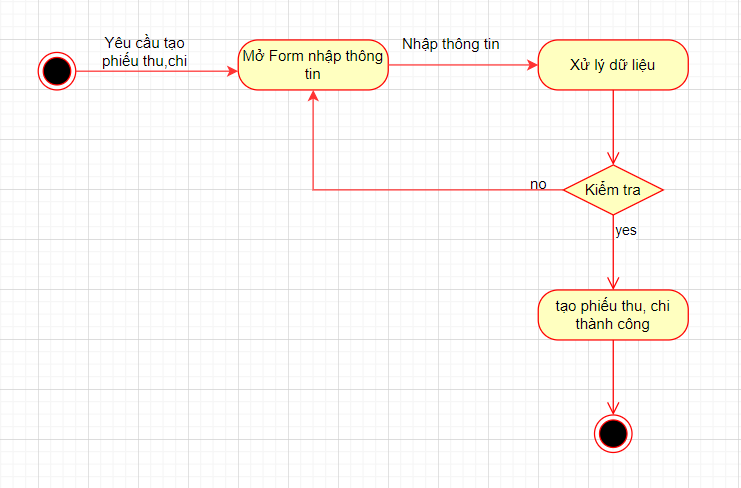 Yêu cầu tạo
phiếu thu,chi
Mở Form nhập thông
tin
Nhập thông tin
Xử lý dữ liệu
Kiểm tra
no
yes
tạo phiếu thu, chi
thành công